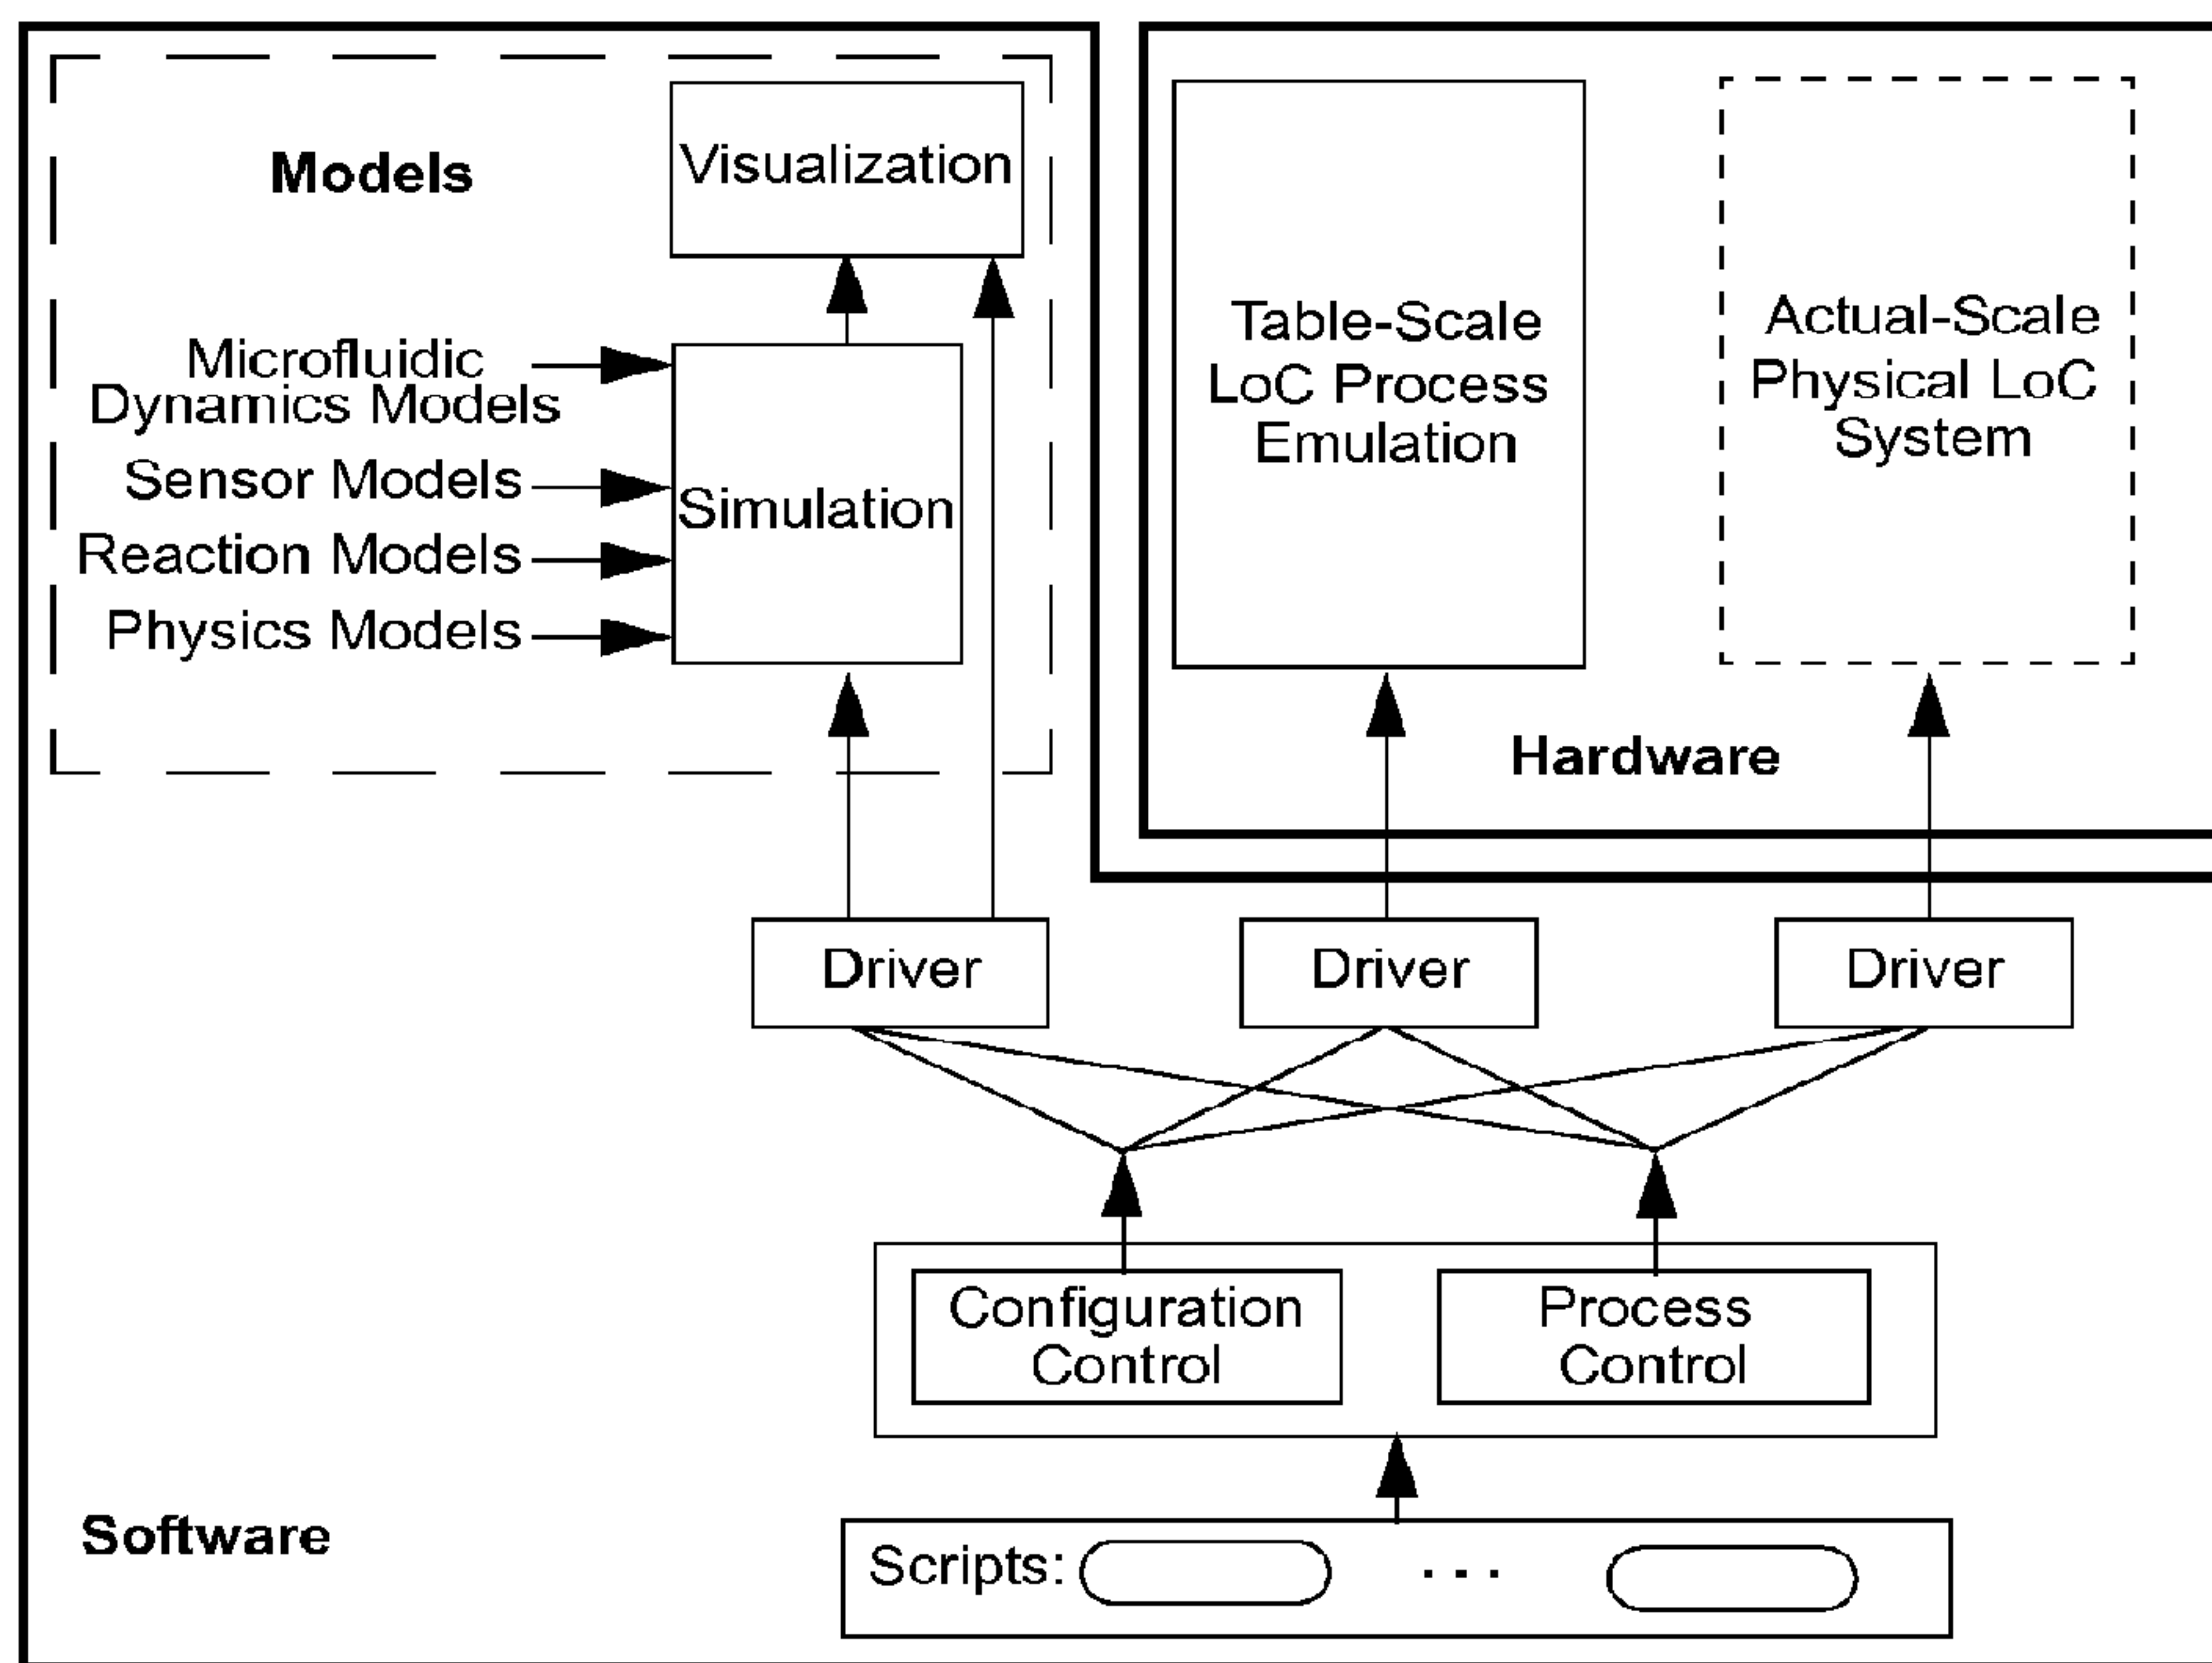 Models
Visualization
Microfluidic
Dynamics Models
Sensor Models
Reaction Models
Physics Models
Simulation
Table-Scale
LoC Process
Emulation
Actual-Scale
Physical LoC
System
Hardware
Driver
Driver
Driver
Configuration
Control
Process
Control
Software
Scripts:
...